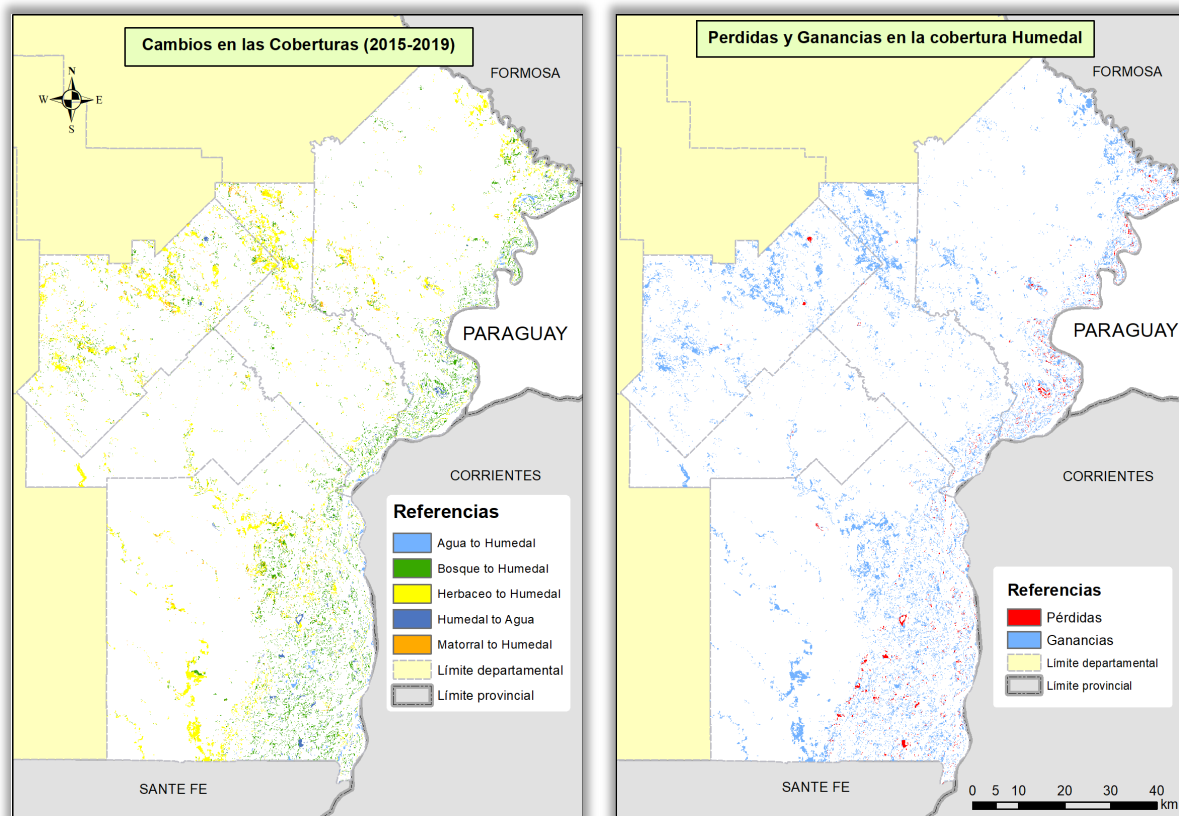 Cambios en las Coberturas (2015-2019)
N
W
E
S
FORMOSA
PARAGUAY
CORRIENTES
Referencias
Agua to Humedal
Bosque to Humedal
Herbaceo to Humedal
Humedal to Agua
Matorral to Humedal
Límite departamental
Límite provincial
SANTE FE
Perdidas y Ganancias en la cobertura Humedal
FORMOSA
PARAGUAY
CORRIENTES
Referencias
Pérdidas
Ganancias
Límite departamental
Límite provincial
SANTE FE
0 5 10 20 30 40
km